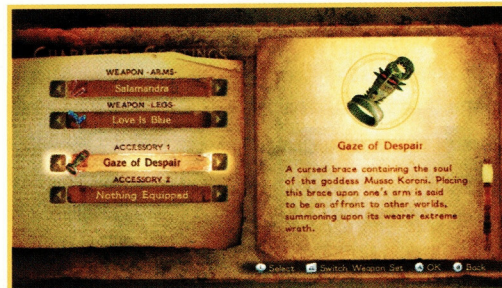 CHARACTER SETTINGS
WEAPON -ARMS-
Salamandra
WEAPON -LEGS-
Love Is Blue
ACCESSORY 1
Gaze of Despair
ACCESSORY 2
Nothing Equipped
Gaze of Despair
A cursed brace containing the soul
of the goddess Musso Koroni. Placing
this brace upon one's arm is said
to be an affront to other worlds,
summoning upon its wearer extreme
wrath.
Select
Switch Weapon Set
OK
Back